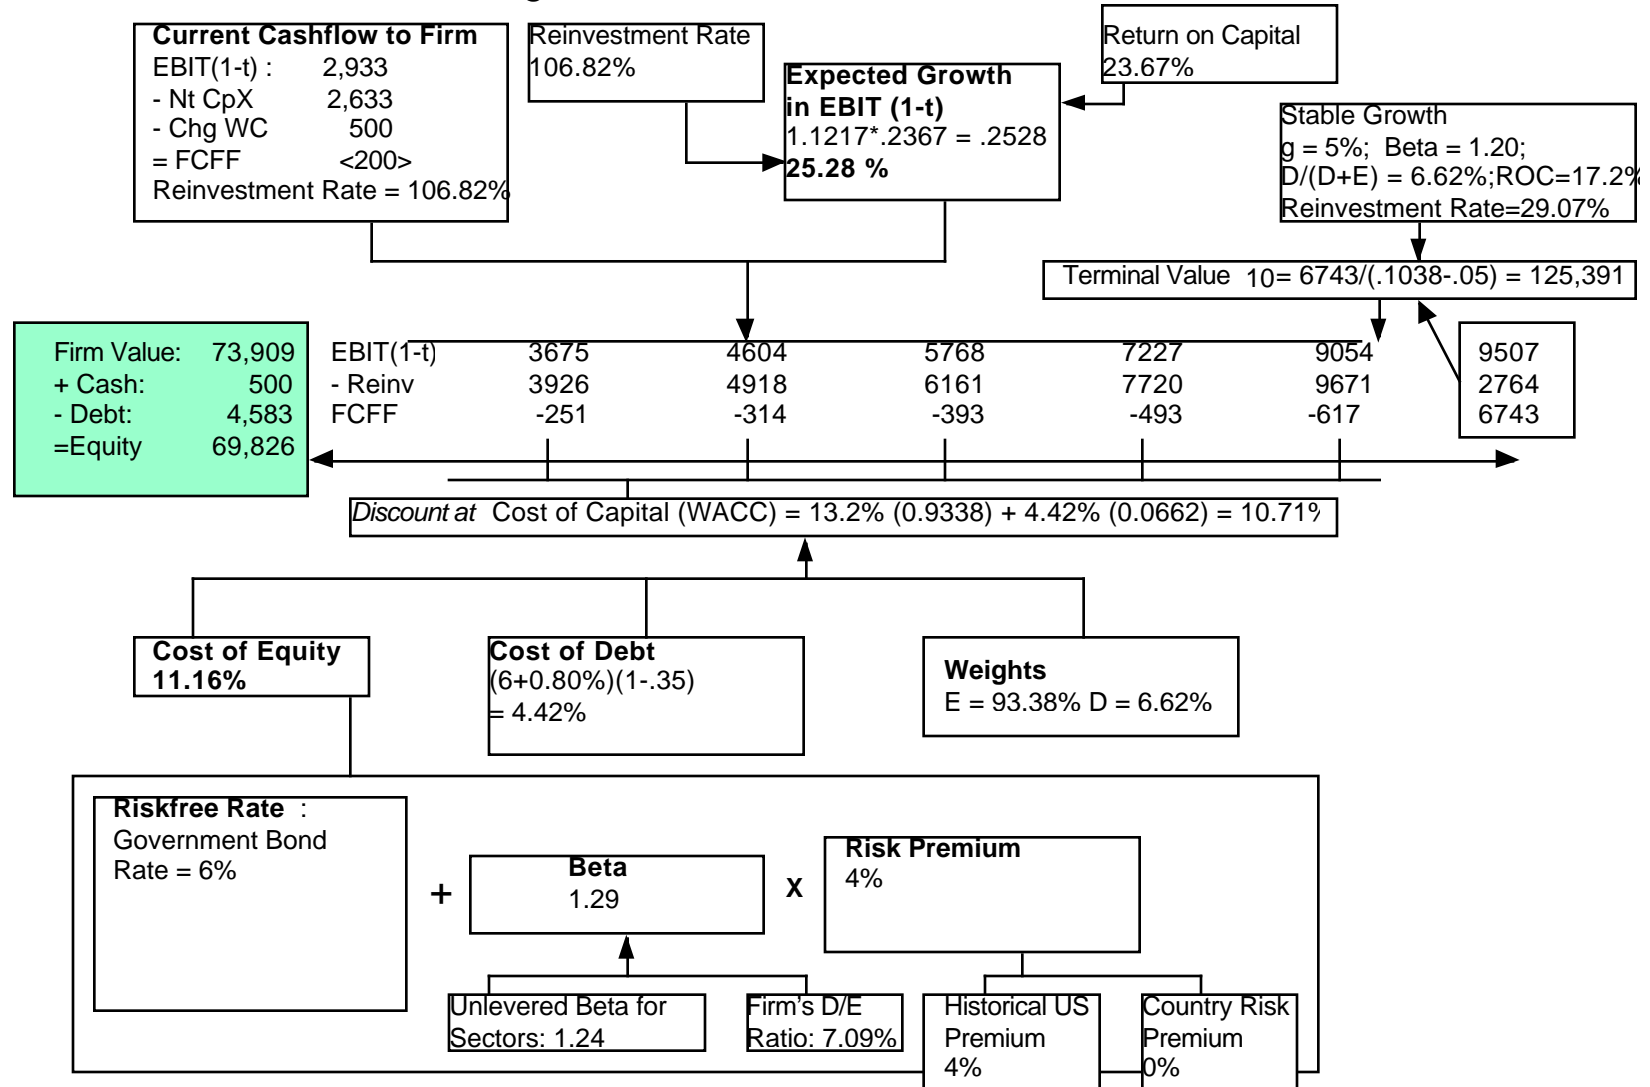 Current Cashflow to Firm
EBIT(1-t) : 2,933
- Nt CpX 2,633
- Chg WC 500
= FCFF <200>
Reinvestment Rate = 106.82%
Reinvestment Rate
106.82%
Expected Growth
in EBIT (1-t)
1.1217*.2367 = .2528
25.28 %
Return on Capital
23.67%
Stable Growth
g = 5%; Beta = 1.20;
D/(D+E) = 6.62%;ROC=17.2%
Reinvestment Rate=29.07%
Terminal Value 10= 6743/(.1038-.05) = 125,391
Firm Value: 73,909
+ Cash: 500
- Debt: 4,583
=Equity 69,826
EBIT(1-t) 3675 4604 5768 7227 9054 9507
- Reinv 3926 4918 6161 7720 9671 2764
FCFF -251 -314 -393 -493 -617 6743
Discount at Cost of Capital (WACC) = 13.2% (0.9338) + 4.42% (0.0662) = 10.71%
Cost of Equity
11.16%
Cost of Debt
(6+0.80%)(1-.35)
= 4.42%
Weights
E = 93.38% D = 6.62%
Riskfree Rate :
Government Bond
Rate = 6%
+
Beta
1.29
X
Risk Premium
4%
Unlevered Beta for
Sectors: 1.24
Firm's D/E
Ratio: 7.09%
Historical US
Premium
4%
Country Risk
Premium
0%